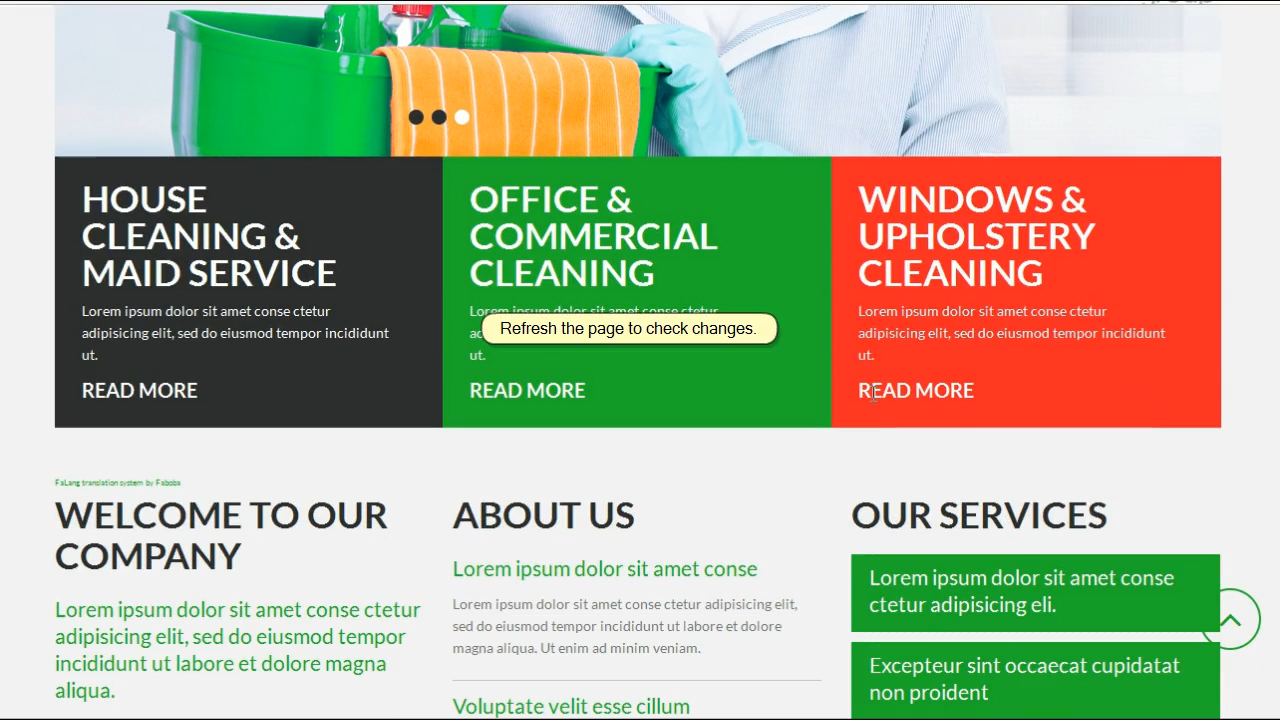 HOUSE
CLEANING &
MAID SERVICE
Lorem ipsum dolor sit amet conse ctetur
adipisicing elit, sed do eiusmod tempor incididunt
ut.
READ MORE
OFFICE &
COMMERCIAL
CLEANING
Lorem ipsum dolor sit amet conse ctetur
Refresh the page to check changes.
ut.
READ MORE
WINDOWS &
UPHOLSTERY
CLEANING
Lorem ipsum dolor sit amet conse ctetur
adipisicing elit, sed do eiusmod tempor incididunt
ut.
READ MORE
FaLang translation system by Faboba
WELCOME TO OUR
COMPANY
Lorem ipsum dolor sit amet conse ctetur
adipisicing elit, sed do eiusmod tempor
incididunt ut labore et dolore magna
aliqua.
ABOUT US
Lorem ipsum dolor sit amet conse
Lorem ipsum dolor sit amet conse ctetur adipisicing elit,
sed do eiusmod tempor incididunt ut labore et dolore
magna aliqua. Ut enim ad minim veniam.
Voluptate velit esse cillum
OUR SERVICES
Lorem ipsum dolor sit amet conse
ctetur adipisicing eli.
Excepteur sint occaecat cupidatat
non proident